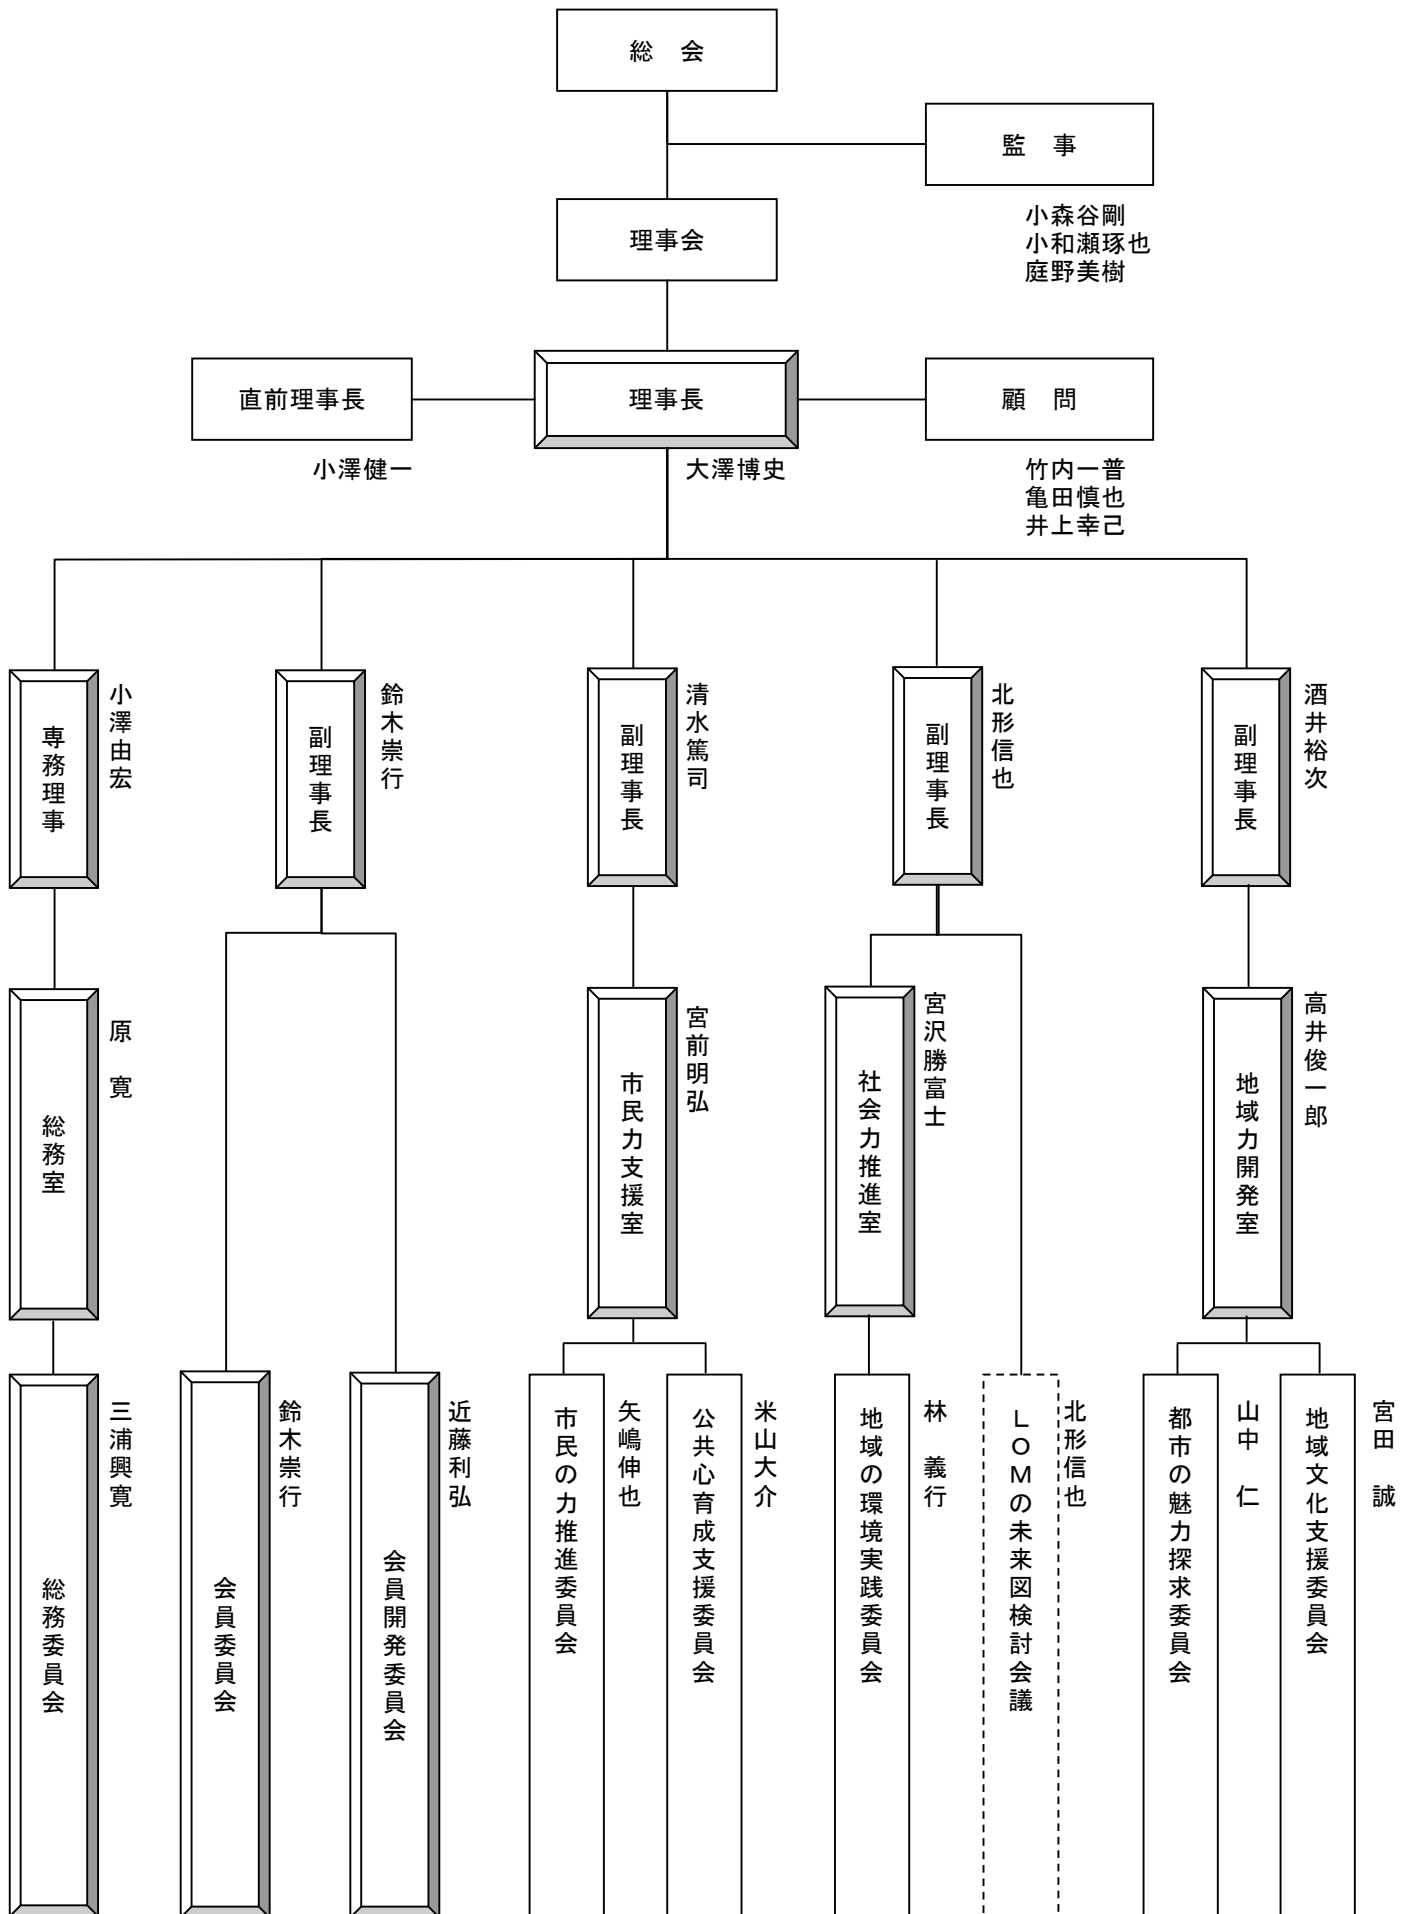 総　会
監　事
小森谷剛
小和瀬琢也
庭野美樹
理事会
直前理事長
理事長
顧　問
小澤健一
大澤博史
竹内一普
亀田慎也
井上幸己
専務理事
小澤由宏
副理事長
鈴木崇行
副理事長
清水篤司
副理事長
北形信也
副理事長
酒井裕次
総務室
原　寛
市民力支援室
宮前明弘
社会力推進室
宮沢勝富士
地域力開発室
高井俊一郎
総務委員会
三浦興寛
会員委員会
鈴木崇行
会員開発委員会
近藤利弘
市民の力推進委員会
矢嶋伸也
公共心育成支援委員会
米山大介
地域の環境実践委員会
林　義行
ＬＯＭの未来図検討会議
北形信也
都市の魅力探求委員会
山中　仁
地域文化支援委員会
宮田　誠